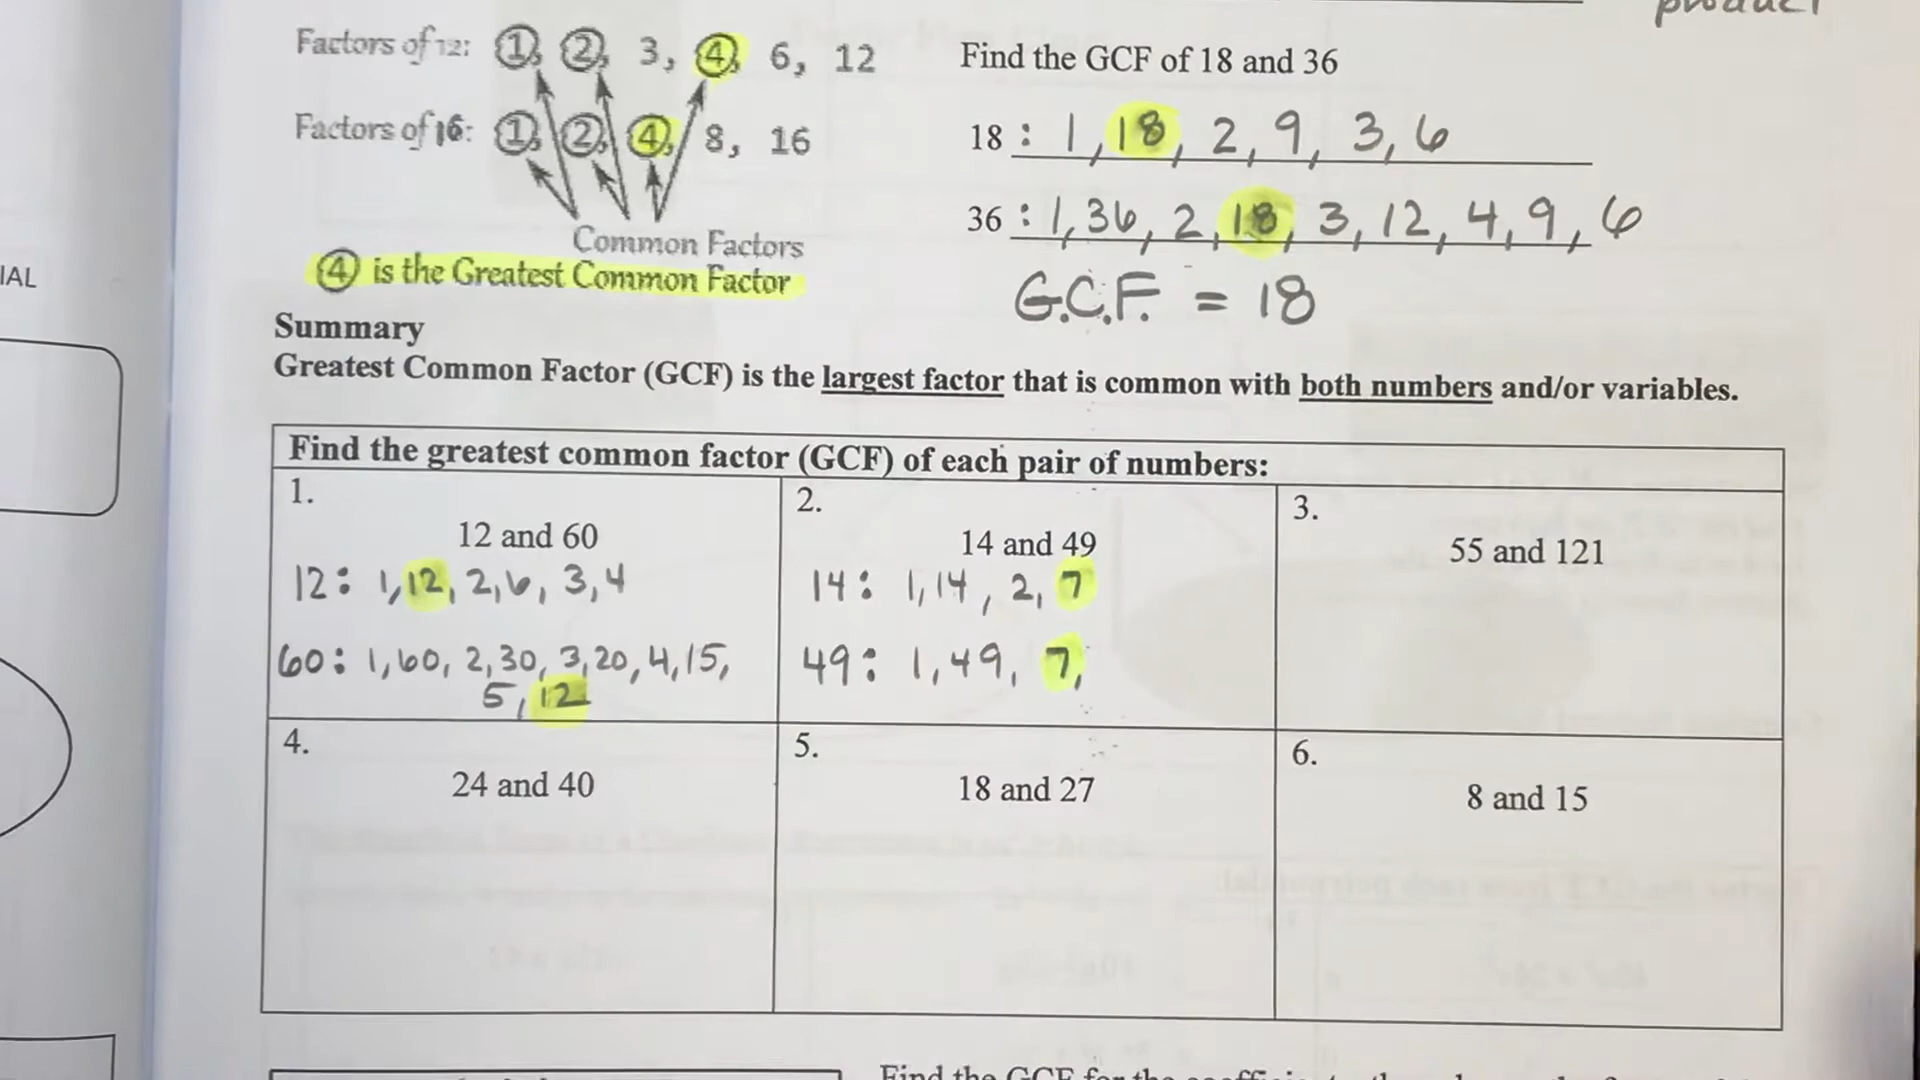 product
Factors of 12: 1, 2, 3, 4, 6, 12
Factors of 16: 1, 2, 4, 8, 16
Common Factors
4 is the Greatest Common Factor
Find the GCF of 18 and 36
18 : 1, 18, 2, 9, 3, 6
36 : 1, 36, 2, 18, 3, 12, 4, 9, 6
G.C.F. = 18
IAL
Summary
Greatest Common Factor (GCF) is the largest factor that is common with both numbers and/or variables.
Find the greatest common factor (GCF) of each pair of numbers:
1.
12 and 60
12: 1, 12, 2, 6, 3, 4
60: 1, 60, 2, 30, 3, 20, 4, 15,
5, 12
2.
14 and 49
14: 1, 14, 2, 7
49: 1, 49, 7,
3.
55 and 121
4.
24 and 40
5.
18 and 27
6.
8 and 15
Find the GCF for the